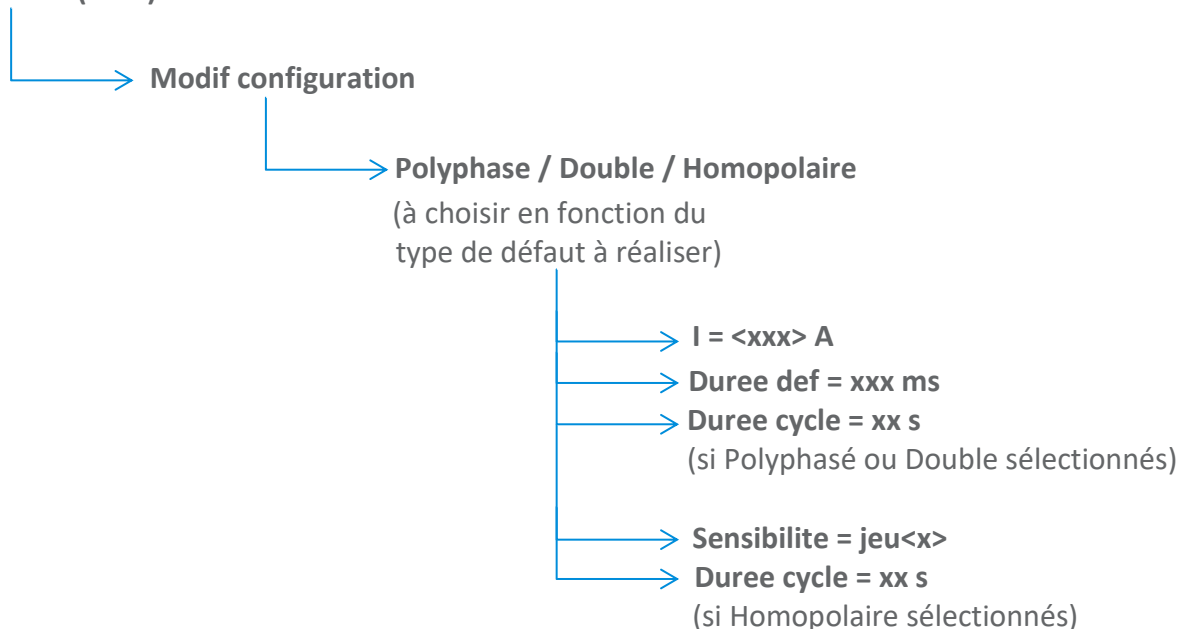 Modif configuration
Polyphase / Double / Homopolaire
(à choisir en fonction du
type de défaut à réaliser)
I = <xxx> A
Duree def = xxx ms
Duree cycle = xx s
(si Polyphasé ou Double sélectionnés)
Sensibilite = jeu<x>
Duree cycle = xx s
(si Homopolaire sélectionnés)